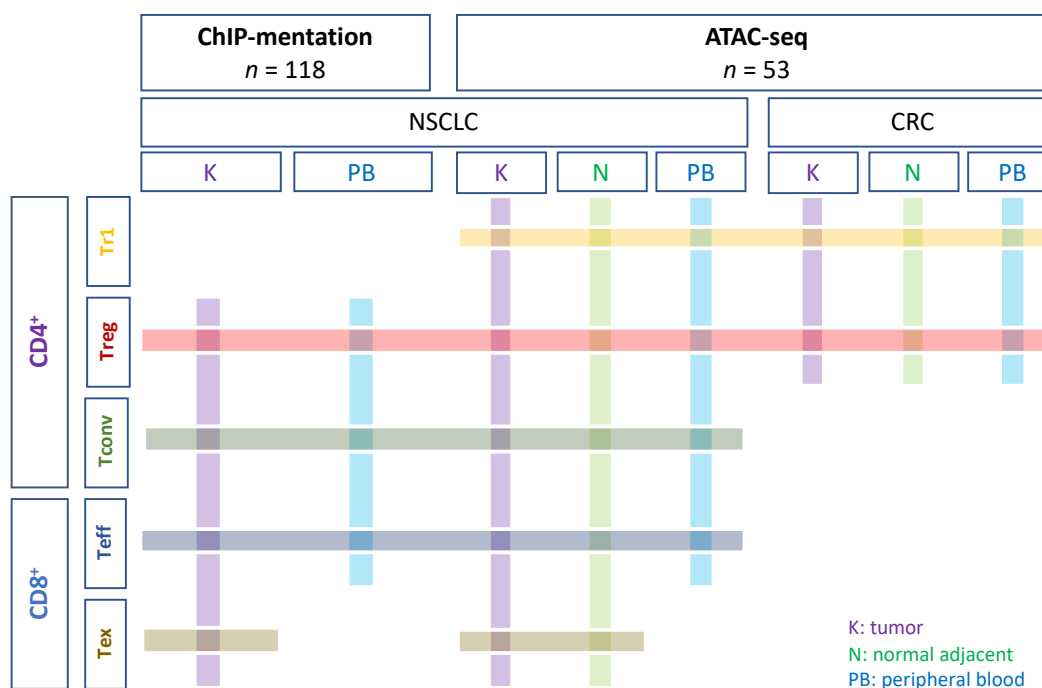 ChIP-mentation
n = 118
ATAC-seq
n = 53
NSCLC
CRC
K
PB
K
N
PB
K
N
PB
CD4⁺
Tr1
Treg
Tconv
CD8⁺
Teff
Tex
K: tumor
N: normal adjacent
PB: peripheral blood